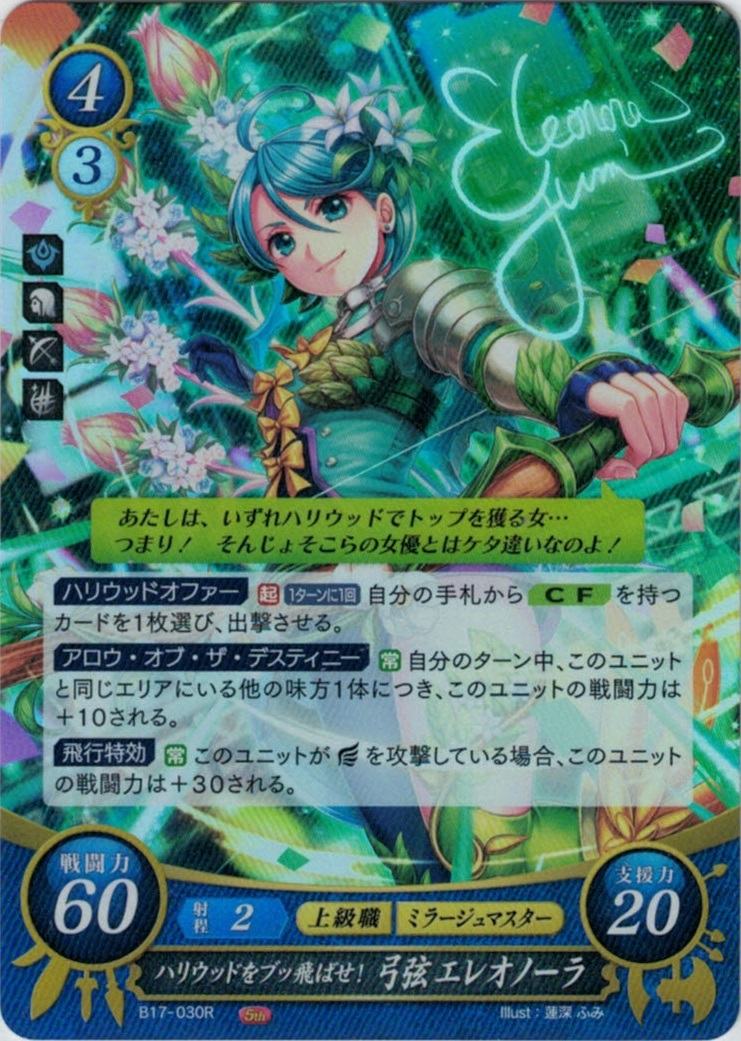 4
3
Eleonora
Yumi
あたしは、いずれハリウッドでトップを獲る女…
つまり！ そんじょそこらの女優とはケタ違いなのよ！
ハリウッドオファー 起 1ターンに1回 自分の手札から CF を持つ
カードを1枚選び、出撃させる。
アロウ・オブ・ザ・デスティニー 常 自分のターン中、このユニット
と同じエリアにいる他の味方1体につき、このユニットの戦闘力は
＋10される。
飛行特効 常 このユニットが を攻撃している場合、このユニット
の戦闘力は＋30される。
戦闘力
60
射程 2
上級職 ミラージュマスター
支援力
20
ハリウッドをブッ飛ばせ！ 弓弦 エレオノーラ
B17-030R 5th Illust：蓮深 ふみ